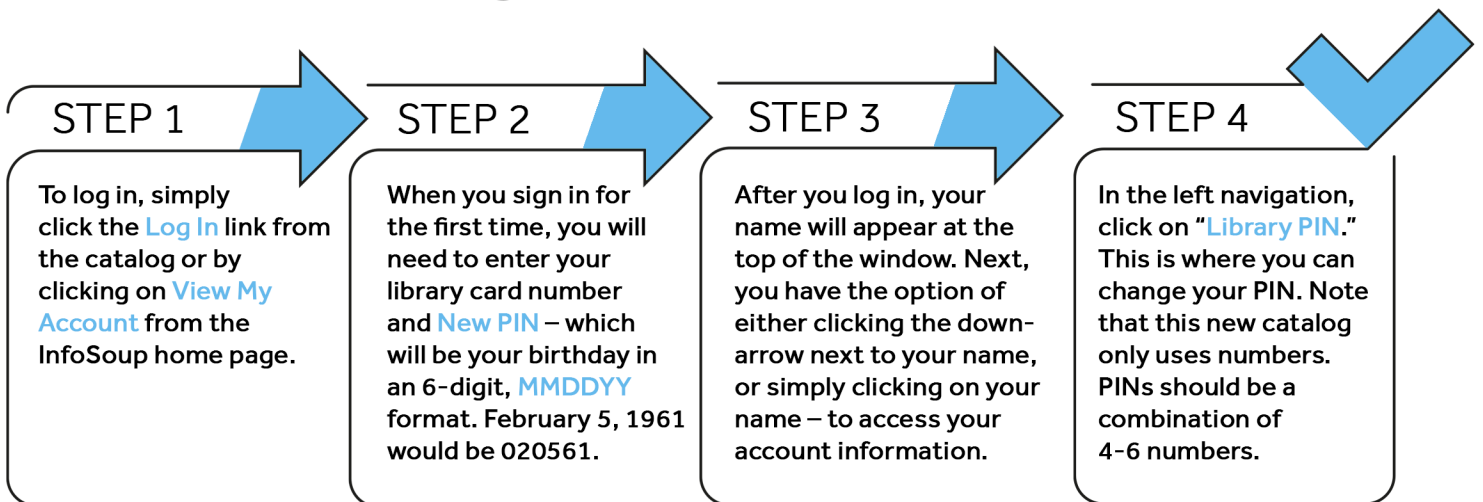 STEP 1
To log in, simply
click the Log In link from
the catalog or by
clicking on View My
Account from the
InfoSoup home page.
STEP 2
When you sign in for
the first time, you will
need to enter your
library card number
and New PIN – which
will be your birthday in
an 6-digit, MMDDYY
format. February 5, 1961
would be 020561.
STEP 3
After you log in, your
name will appear at the
top of the window. Next,
you have the option of
either clicking the down-
arrow next to your name,
or simply clicking on your
name – to access your
account information.
STEP 4
In the left navigation,
click on “Library PIN.”
This is where you can
change your PIN. Note
that this new catalog
only uses numbers.
PINs should be a
combination of
4-6 numbers.